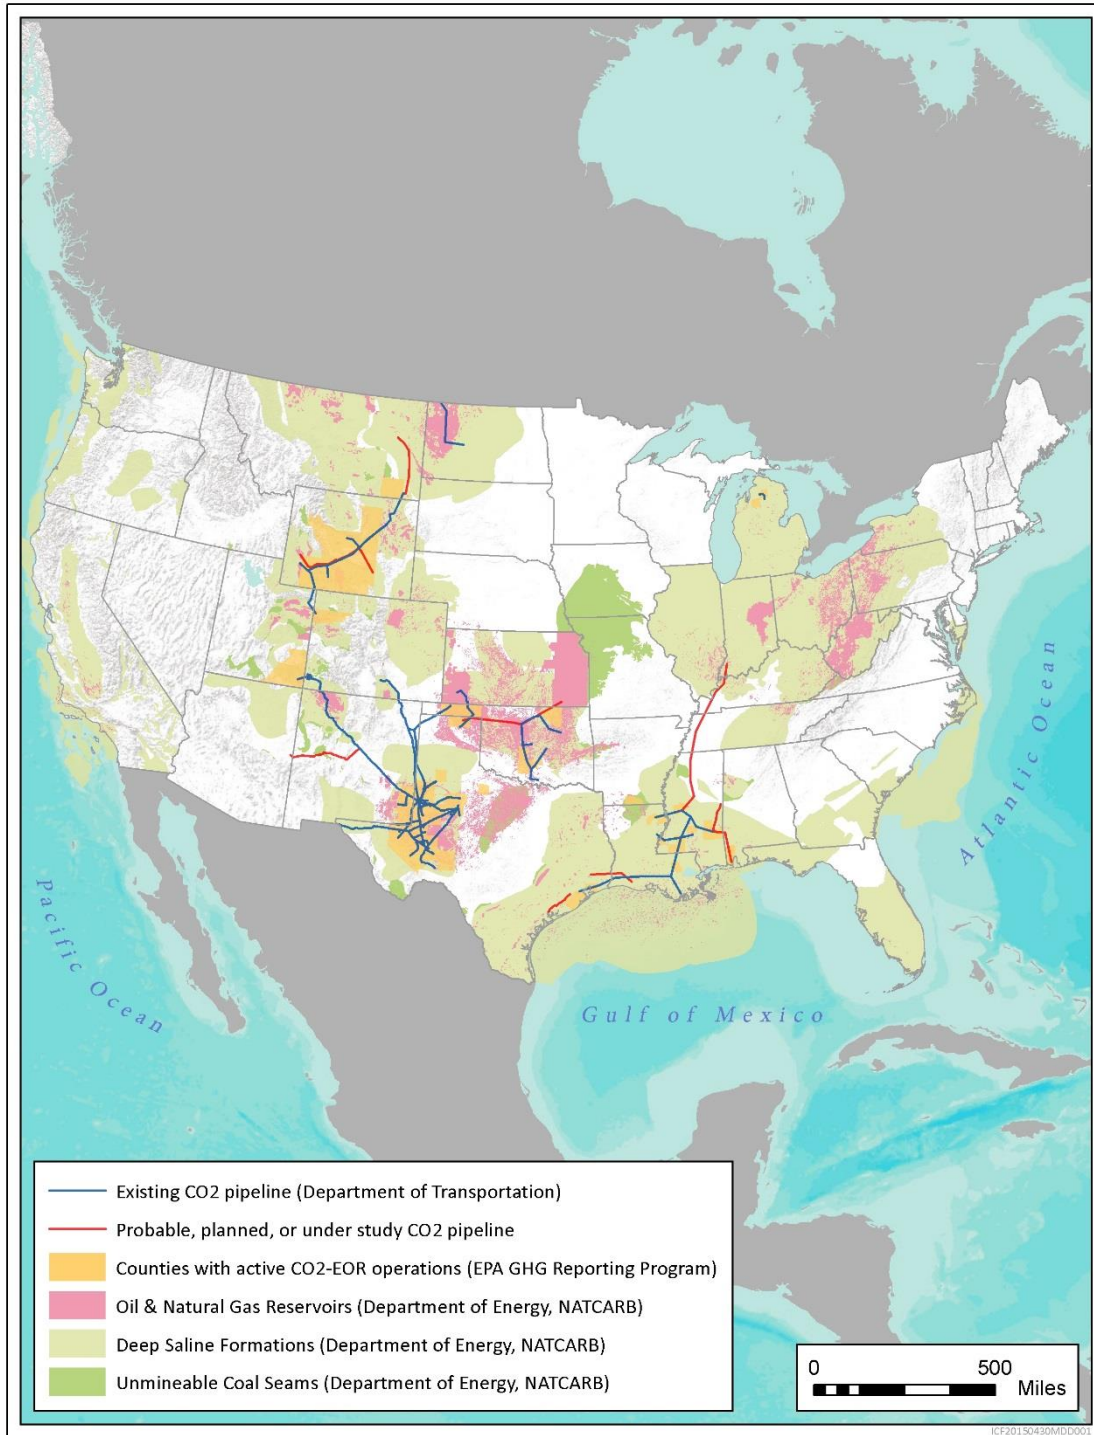 Pacific Ocean
Atlantic Ocean
Gulf of Mexico
Existing CO2 pipeline (Department of Transportation)
Probable, planned, or under study CO2 pipeline
Counties with active CO2-EOR operations (EPA GHG Reporting Program)
Oil & Natural Gas Reservoirs (Department of Energy, NATCARB)
Deep Saline Formations (Department of Energy, NATCARB)
Unmineable Coal Seams (Department of Energy, NATCARB)
0 500
Miles
ICF20150430MDD001